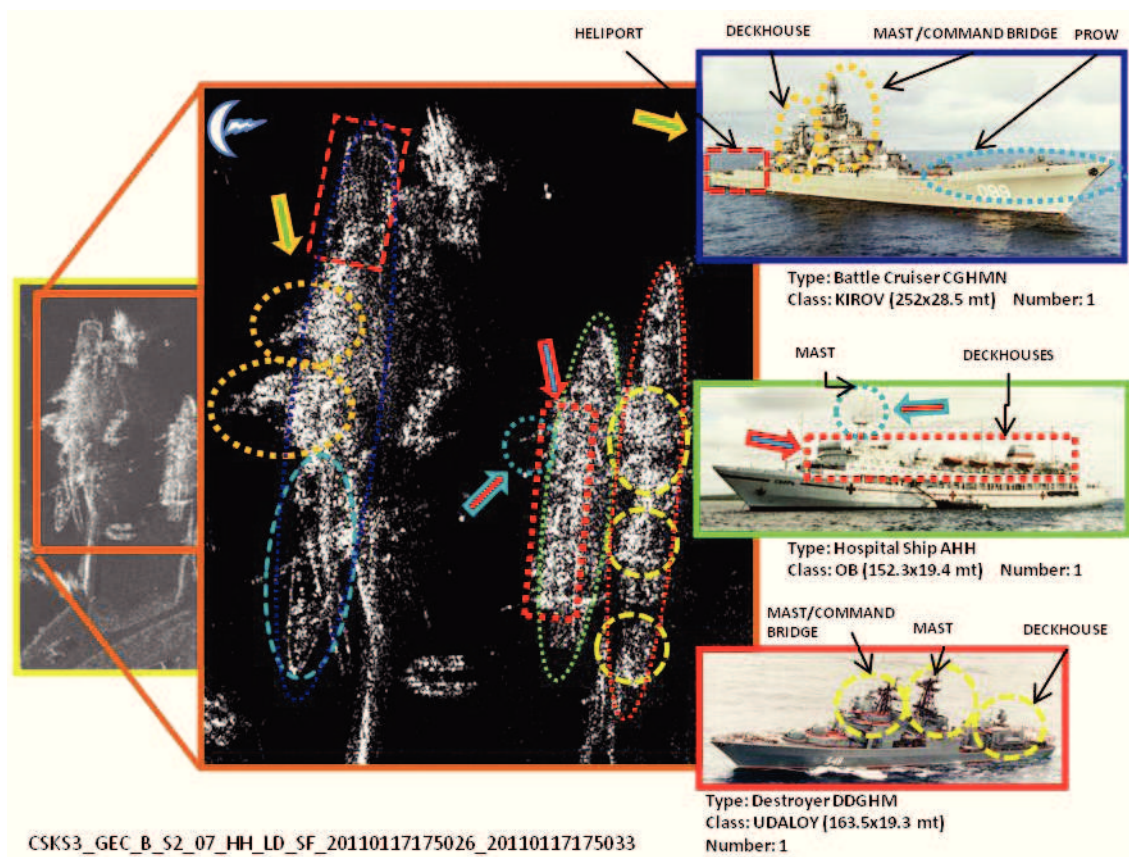 HELIPORT
DECKHOUSE
MAST /COMMAND BRIDGE
PROW
099
Type: Battle Cruiser CGHMN
Class: KIROV (252x28.5 mt) Number: 1
MAST
DECKHOUSES
Type: Hospital Ship AHH
Class: OB (152.3x19.4 mt) Number: 1
MAST/COMMAND
BRIDGE
MAST
DECKHOUSE
Type: Destroyer DDGHM
Class: UDALOY (163.5x19.3 mt)
Number: 1
CSKS3_GEC_B_S2_07_HH_LD_SF_20110117175026_20110117175033